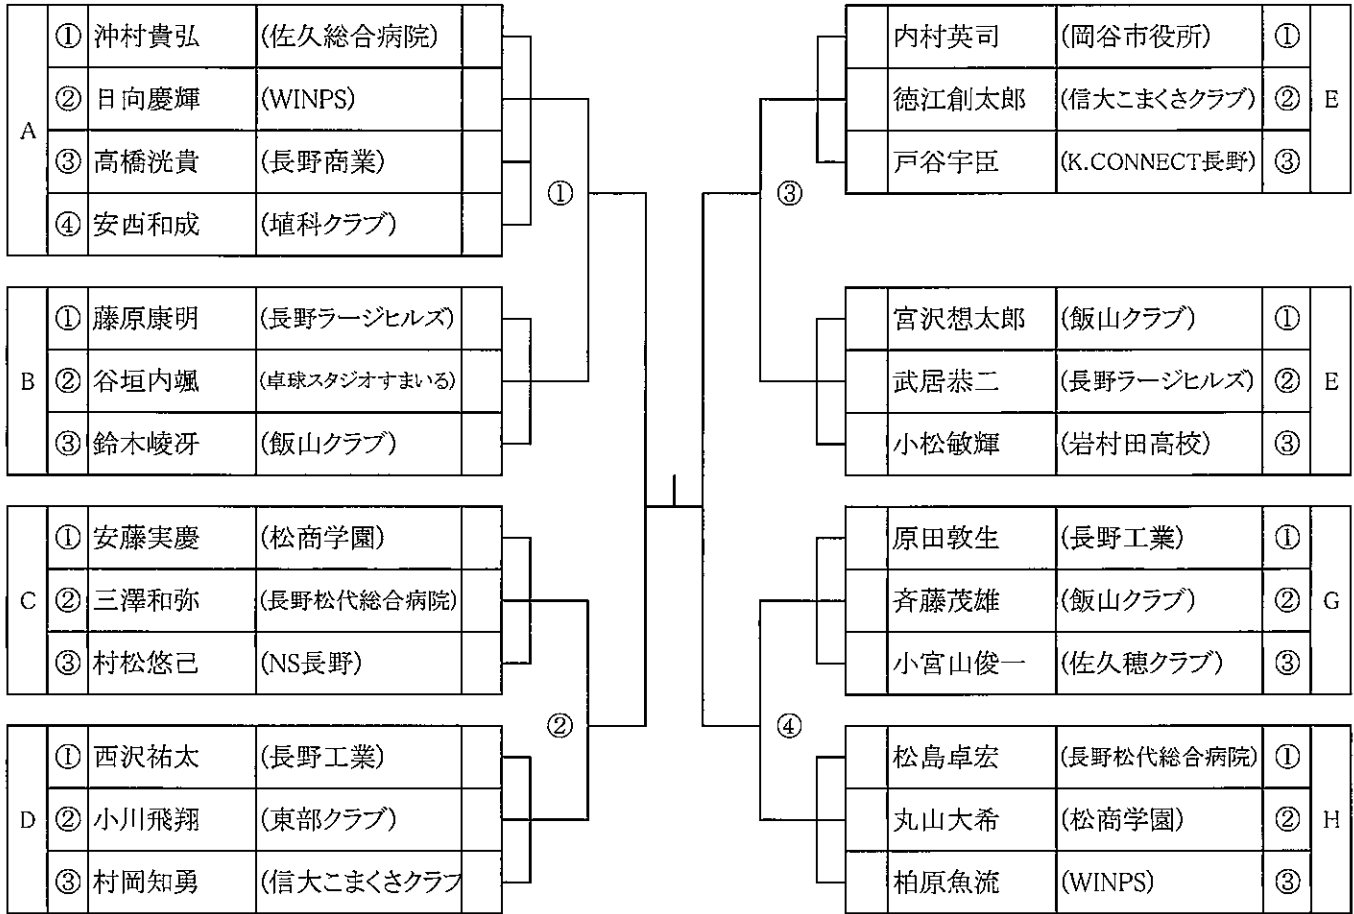 A
① 沖村貴弘 (佐久総合病院)
② 日向慶輝 (WINPS)
③ 高橋洸貴 (長野商業)
④ 安西和成 (埴科クラブ)
B
① 藤原康明 (長野ラージヒルズ)
② 谷垣内颯 (卓球スタジオすまいる)
③ 鈴木崚冴 (飯山クラブ)
①
C
① 安藤実慶 (松商学園)
② 三澤和弥 (長野松代総合病院)
③ 村松悠己 (NS長野)
D
① 西沢祐太 (長野工業)
② 小川飛翔 (東部クラブ)
③ 村岡知勇 (信大こまくさクラブ
②
内村英司 (岡谷市役所) ①
徳江創太郎 (信大こまくさクラブ) ②
戸谷宇臣 (K.CONNECT長野) ③
E
③
宮沢想太郎 (飯山クラブ) ①
武居恭二 (長野ラージヒルズ) ②
小松敏輝 (岩村田高校) ③
E
原田敦生 (長野工業) ①
斉藤茂雄 (飯山クラブ) ②
小宮山俊一 (佐久穂クラブ) ③
G
④
松島卓宏 (長野松代総合病院) ①
丸山大希 (松商学園) ②
柏原魚流 (WINPS) ③
H